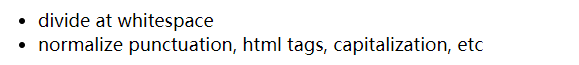 • divide at whitespace
• normalize punctuation, html tags, capitalization, etc